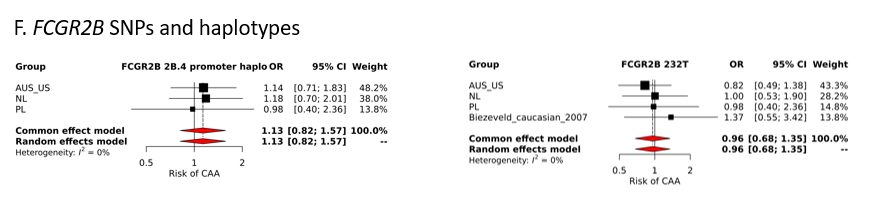 F. FCGR2B SNPs and haplotypes
Group FCGR2B 2B.4 promoter haplo OR 95% CI Weight
AUS_US 1.14 [0.71; 1.83] 48.2%
NL 1.18 [0.70; 2.01] 38.0%
PL 0.98 [0.40; 2.36] 13.8%
Common effect model 1.13 [0.82; 1.57] 100.0%
Random effects model 1.13 [0.82; 1.57] --
Heterogeneity: I² = 0%
0.5 1 2
Risk of CAA
Group FCGR2B 232T OR 95% CI Weight
AUS_US 0.82 [0.49; 1.38] 43.3%
NL 1.00 [0.53; 1.90] 28.2%
PL 0.98 [0.40; 2.36] 14.8%
Biezeveld_caucasian_2007 1.37 [0.55; 3.42] 13.8%
Common effect model 0.96 [0.68; 1.35] 100.0%
Random effects model 0.96 [0.68; 1.35] --
Heterogeneity: I² = 0%
0.5 1 2
Risk of CAA